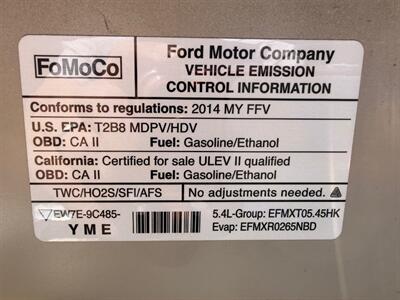 FoMoCo
Ford Motor Company
VEHICLE EMISSION
CONTROL INFORMATION
Conforms to regulations: 2014 MY FFV
U.S. EPA: T2B8 MDPV/HDV
OBD: CA II Fuel: Gasoline/Ethanol
California: Certified for sale ULEV II qualified
OBD: CA II Fuel: Gasoline/Ethanol
TWC/HO2S/SFI/AFS No adjustments needed.
EW7E-9C485-
YME
5.4L-Group: EFMXT05.45HK
Evap: EFMXR0265NBD